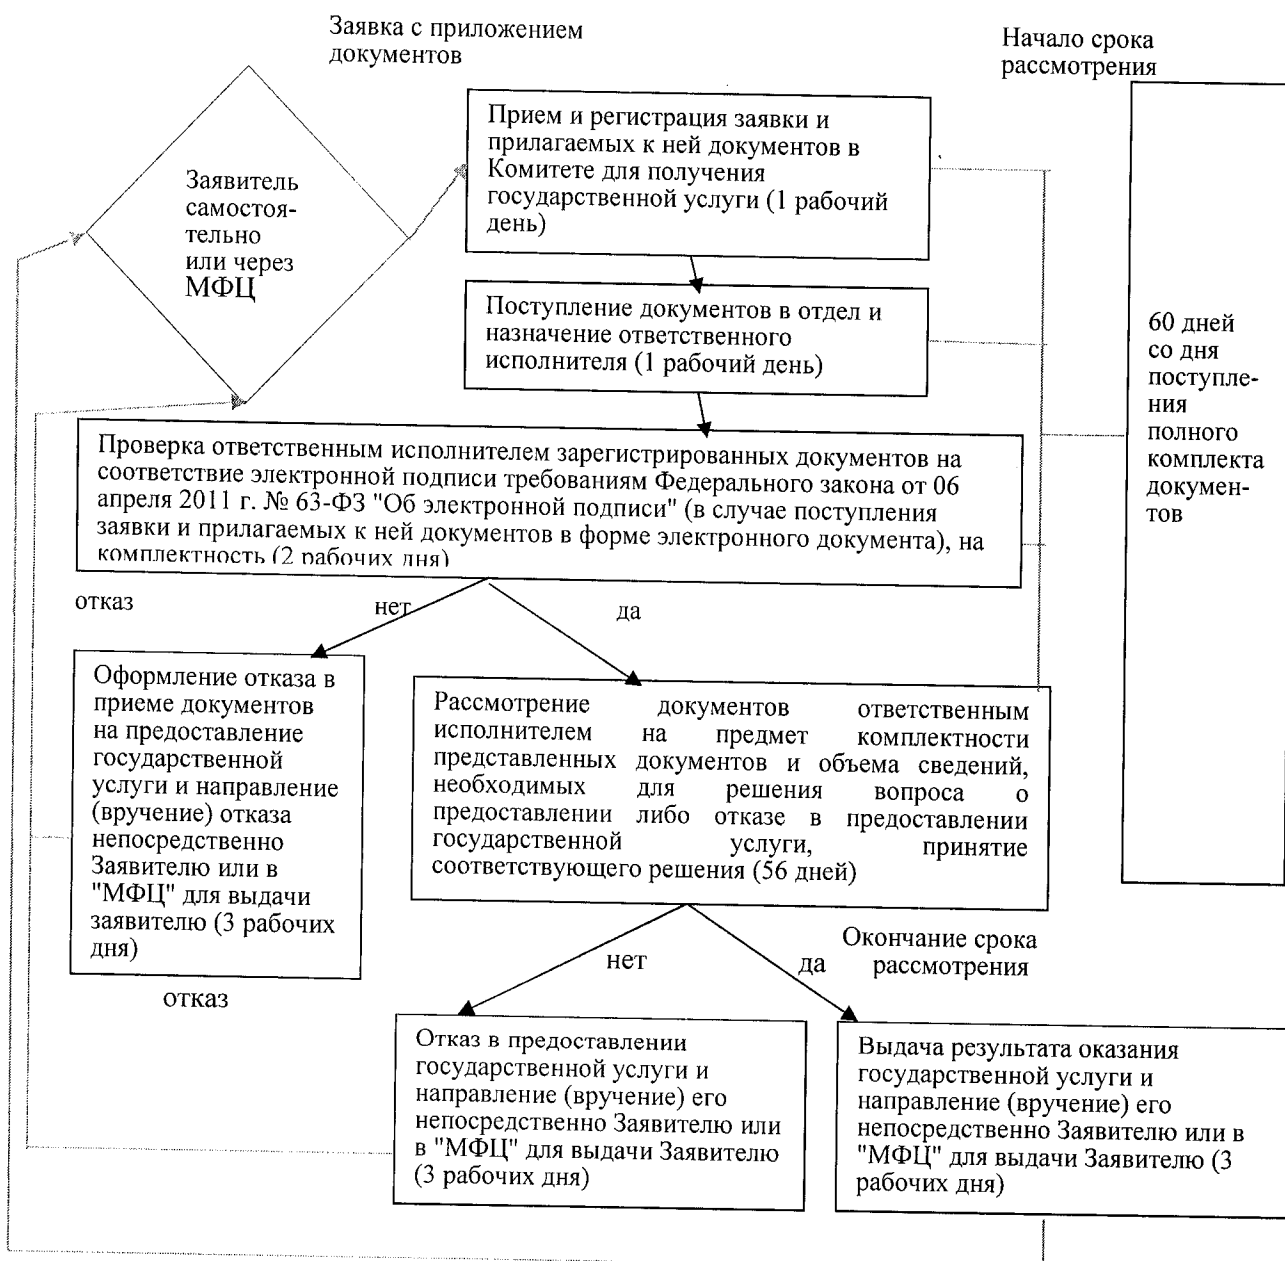 Заявка с приложением
документов
Начало срока
рассмотрения
Заявитель
самостоя-
тельно
или через
МФЦ
Прием и регистрация заявки и
прилагаемых к ней документов в
Комитете для получения
государственной услуги (1 рабочий
день)
Поступление документов в отдел и
назначение ответственного
исполнителя (1 рабочий день)
60 дней
со дня
поступле-
ния
полного
комплекта
докумен-
тов
Проверка ответственным исполнителем зарегистрированных документов на
соответствие электронной подписи требованиям Федерального закона от 06
апреля 2011 г. № 63-ФЗ "Об электронной подписи" (в случае поступления
заявки и прилагаемых к ней документов в форме электронного документа), на
комплектность (2 рабочих дня)
отказ
нет
да
Оформление отказа в
приеме документов
на предоставление
государственной
услуги и направление
(вручение) отказа
непосредственно
Заявителю или в
"МФЦ" для выдачи
заявителю (3 рабочих
дня)
Рассмотрение документов ответственным
исполнителем на предмет комплектности
представленных документов и объема сведений,
необходимых для решения вопроса о
предоставлении либо отказе в предоставлении
государственной услуги, принятие
соответствующего решения (56 дней)
отказ
нет
да
Окончание срока
рассмотрения
Отказ в предоставлении
государственной услуги и
направление (вручение) его
непосредственно Заявителю или
в "МФЦ" для выдачи Заявителю
(3 рабочих дня)
Выдача результата оказания
государственной услуги и
направление (вручение) его
непосредственно Заявителю или в
"МФЦ" для выдачи Заявителю (3
рабочих дня)